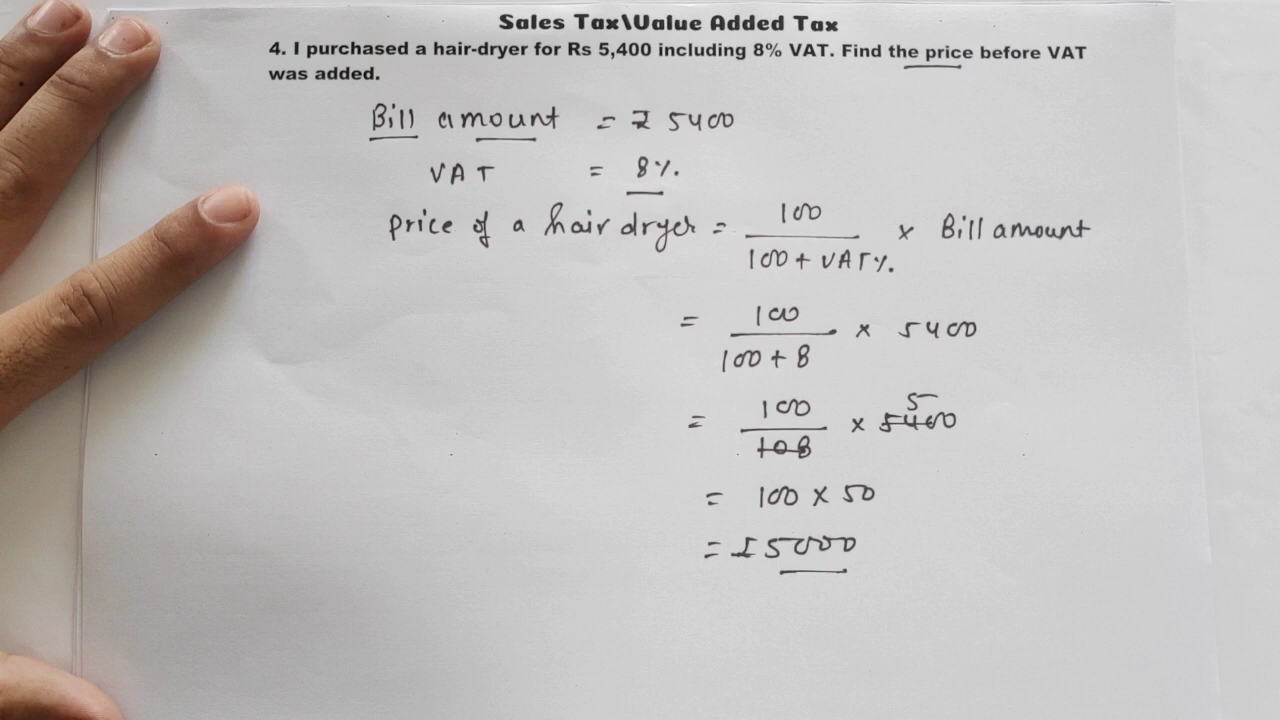 Sales Tax\Value Added Tax
4. I purchased a hair-dryer for Rs 5,400 including 8% VAT. Find the price before VAT
was added.
Bill amount = ₹ 5400
VAT = 8%.
Price of a hair dryer = 100 / 100 + VAT%. × Bill amount
= 100 / 100 + 8 × 5400
= 100 / 108 × 5400 5
= 100 × 50
= ₹ 5000